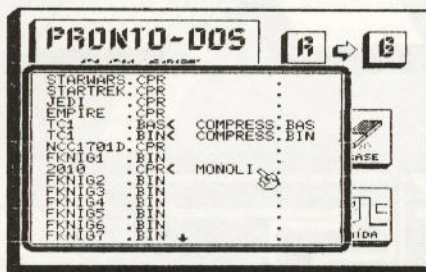 PRONTO-DOS
A B
STARWARS.CPR :
STARTREK.CPR :
JEDI .CPR :
EMPIRE .CPR :
TC1 .BAS< COMPRESS.BAS
TC1 .BIN< COMPRESS.BIN
NCC1701D.CPR :
FKNIG1 .BIN :
2010 .CPR< MONOLI
FKNIG2 .BIN :
FKNIG3 .BIN :
FKNIG4 .BIN :
FKNIG5 .BIN :
FKNIG6 .BIN :
FKNIG7 .BIN :